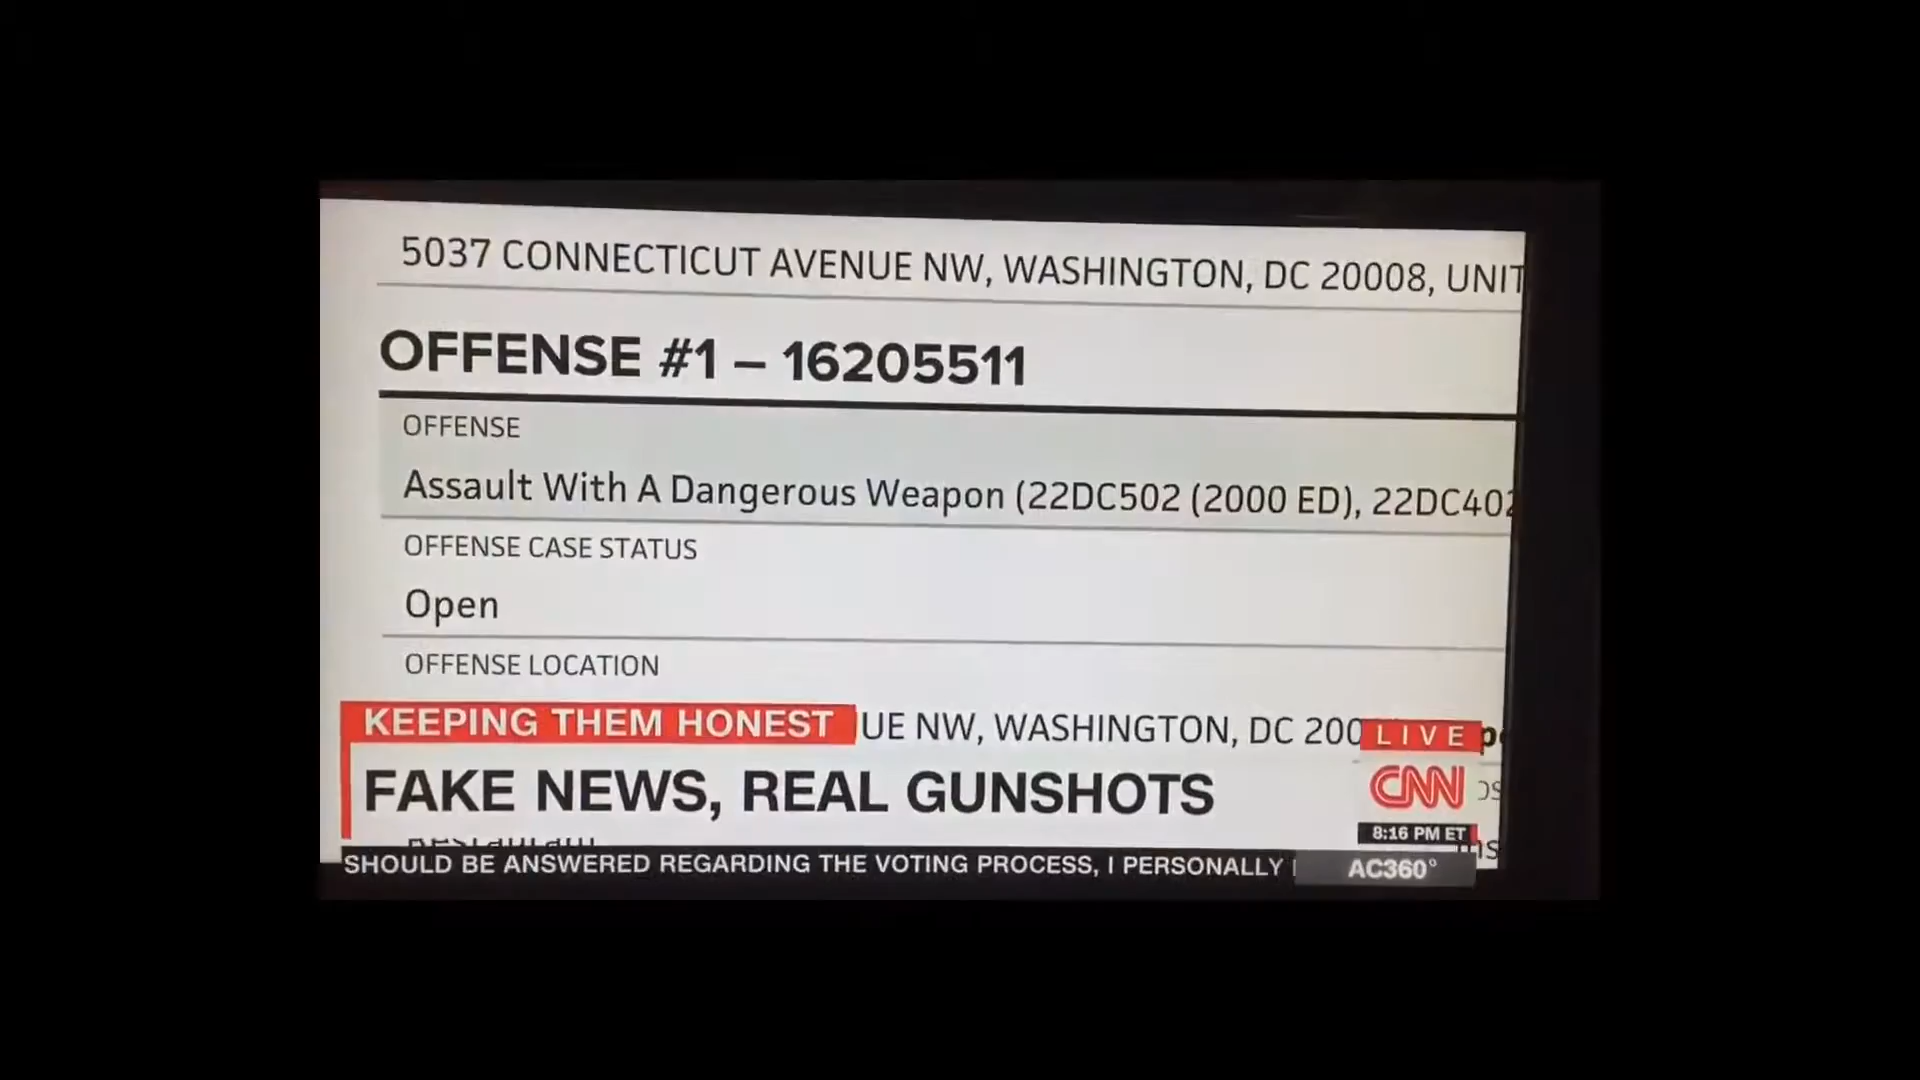 5037 CONNECTICUT AVENUE NW, WASHINGTON, DC 20008, UNIT
OFFENSE #1 – 16205511
OFFENSE
Assault With A Dangerous Weapon (22DC502 (2000 ED), 22DC402
OFFENSE CASE STATUS
Open
OFFENSE LOCATION
KEEPING THEM HONEST UE NW, WASHINGTON, DC 200 LIVE
FAKE NEWS, REAL GUNSHOTS CNN
8:16 PM ET
SHOULD BE ANSWERED REGARDING THE VOTING PROCESS, I PERSONALLY AC360°